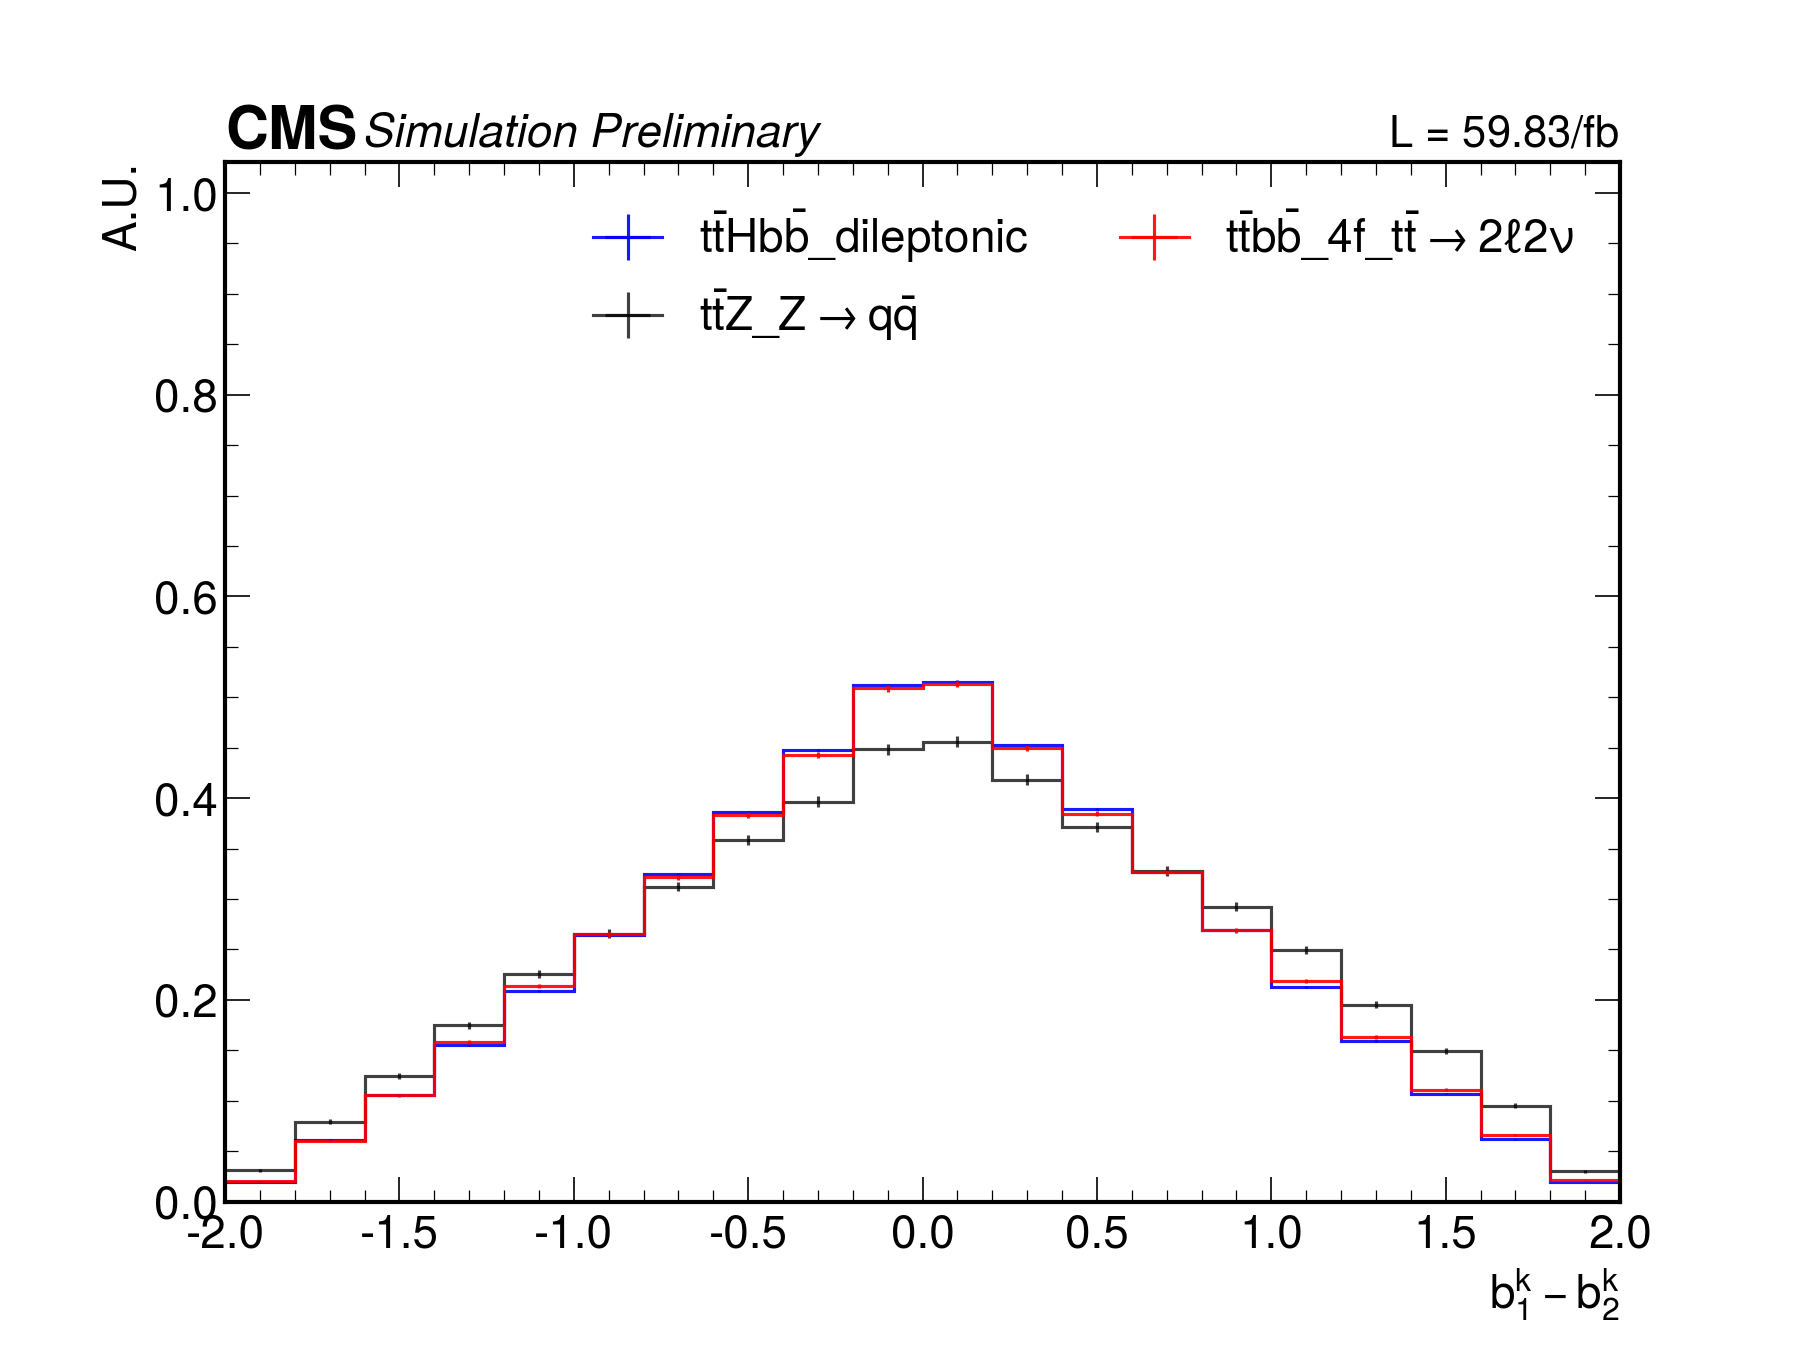 CMS Simulation Preliminary L = 59.83/fb
A.U.
tt̄Hbb̄_dileptonic tt̄bb̄_4f_tt̄ → 2ℓ2ν
tt̄Z_Z → qq̄
1.0
0.8
0.6
0.4
0.2
0.0
-2.0 -1.5 -1.0 -0.5 0.0 0.5 1.0 1.5 2.0
b₁ᵏ − b₂ᵏ